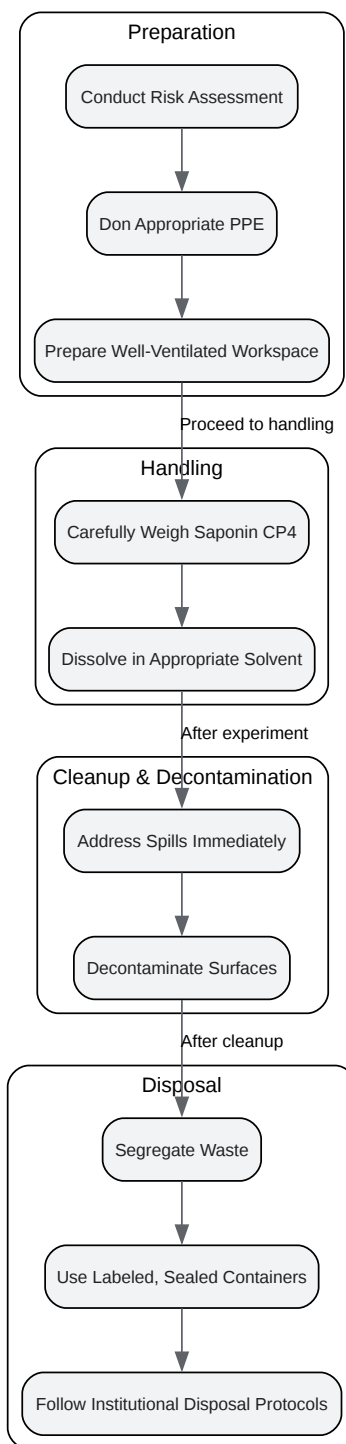 Preparation
Conduct Risk Assessment
Don Appropriate PPE
Prepare Well-Ventilated Workspace
Proceed to handling
Handling
Carefully Weigh Saponin CP4
Dissolve in Appropriate Solvent
After experiment
Cleanup & Decontamination
Address Spills Immediately
Decontaminate Surfaces
After cleanup
Disposal
Segregate Waste
Use Labeled, Sealed Containers
Follow Institutional Disposal Protocols